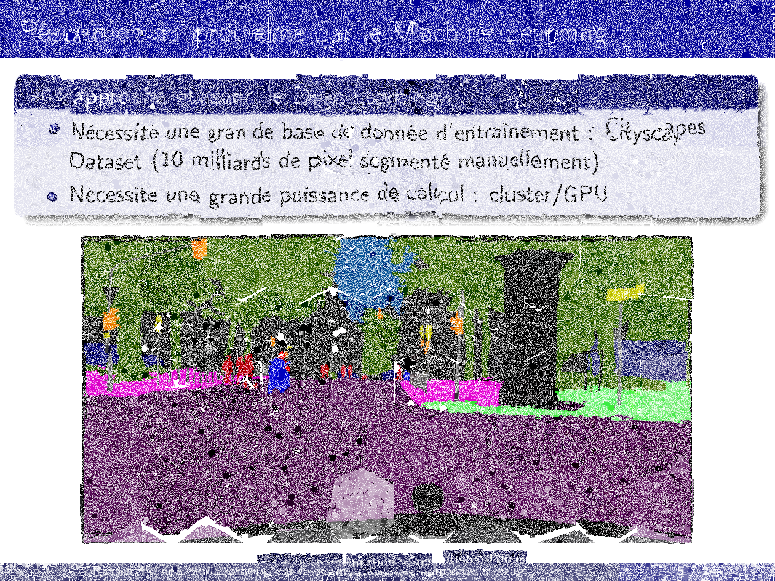 Résolution du problème par le Machine Learning
Nécessite une grande base de donnée d'entraînement : Cityscapes
Dataset (10 milliards de pixel segmenté manuellement)
Nécessite une grande puissance de calcul : cluster/GPU